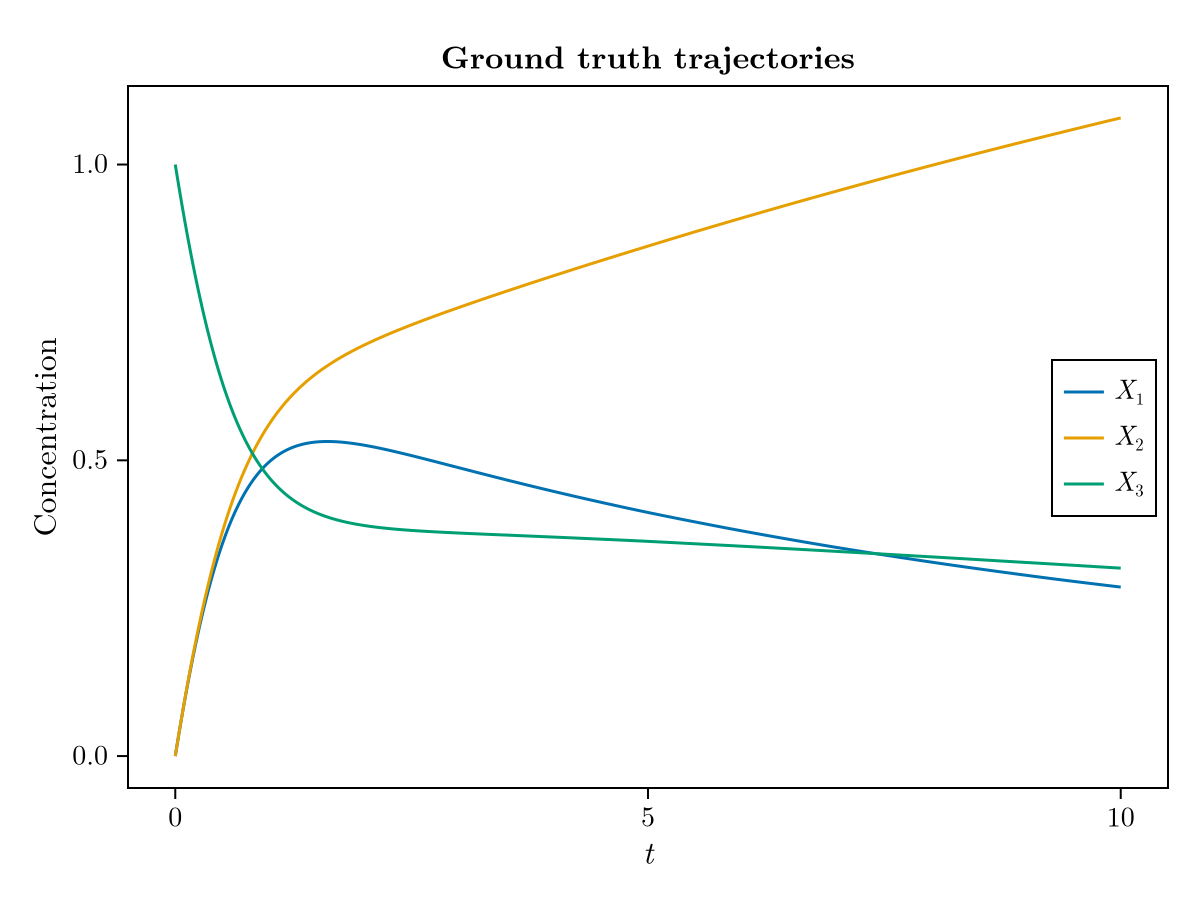 Ground truth trajectories
Concentration
1.0
0.5
0.0
0
5
10
t
X₁
X₂
X₃